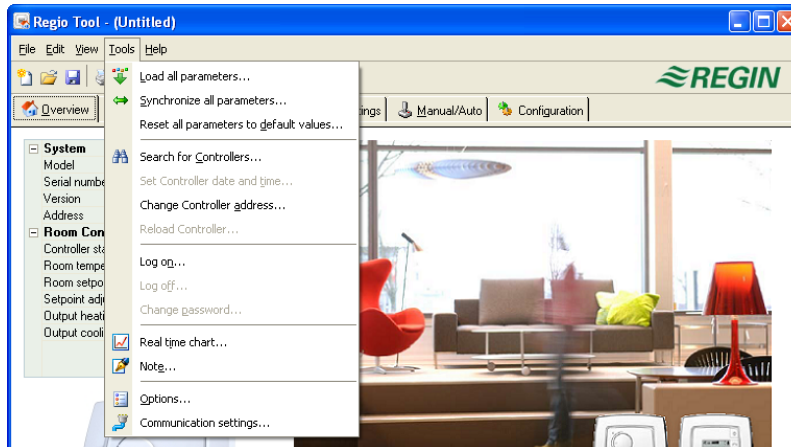 Regio Tool - (Untitled)
File Edit View Tools Help
REGIN
Overview
Manual/Auto
Configuration
Load all parameters...
Synchronize all parameters...
Reset all parameters to default values...
Search for Controllers...
Set Controller date and time...
Change Controller address...
Reload Controller...
Log on...
Log off...
Change password...
Real time chart...
Note...
Options...
Communication settings...
System
Model
Serial numbe
Version
Address
Room Con
Controller sta
Room tempe
Room setpo
Setpoint adju
Output heati
Output cooli